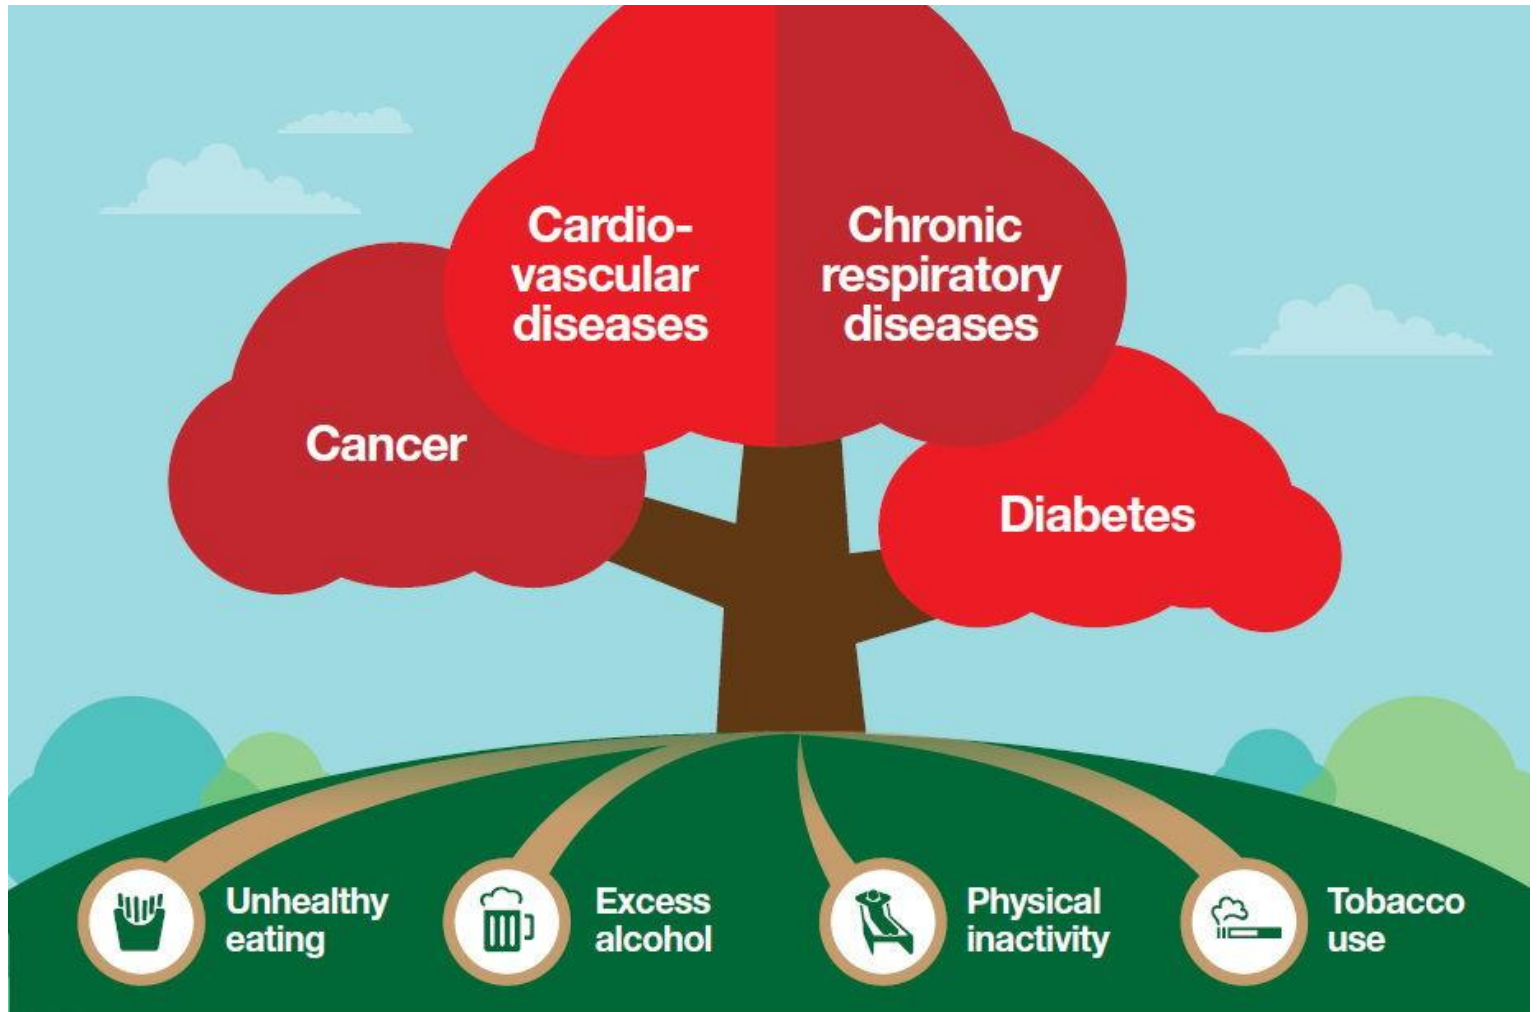 Cardio-
vascular
diseases
Chronic
respiratory
diseases
Cancer
Diabetes
Unhealthy
eating
Excess
alcohol
Physical
inactivity
Tobacco
use